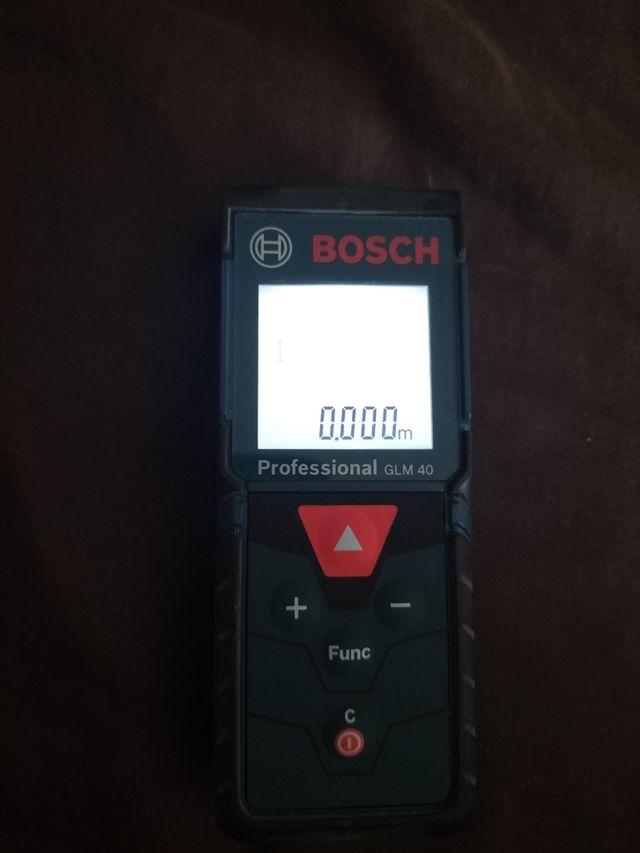 BOSCH
0.000m
Professional GLM 40
+ −
Func
C